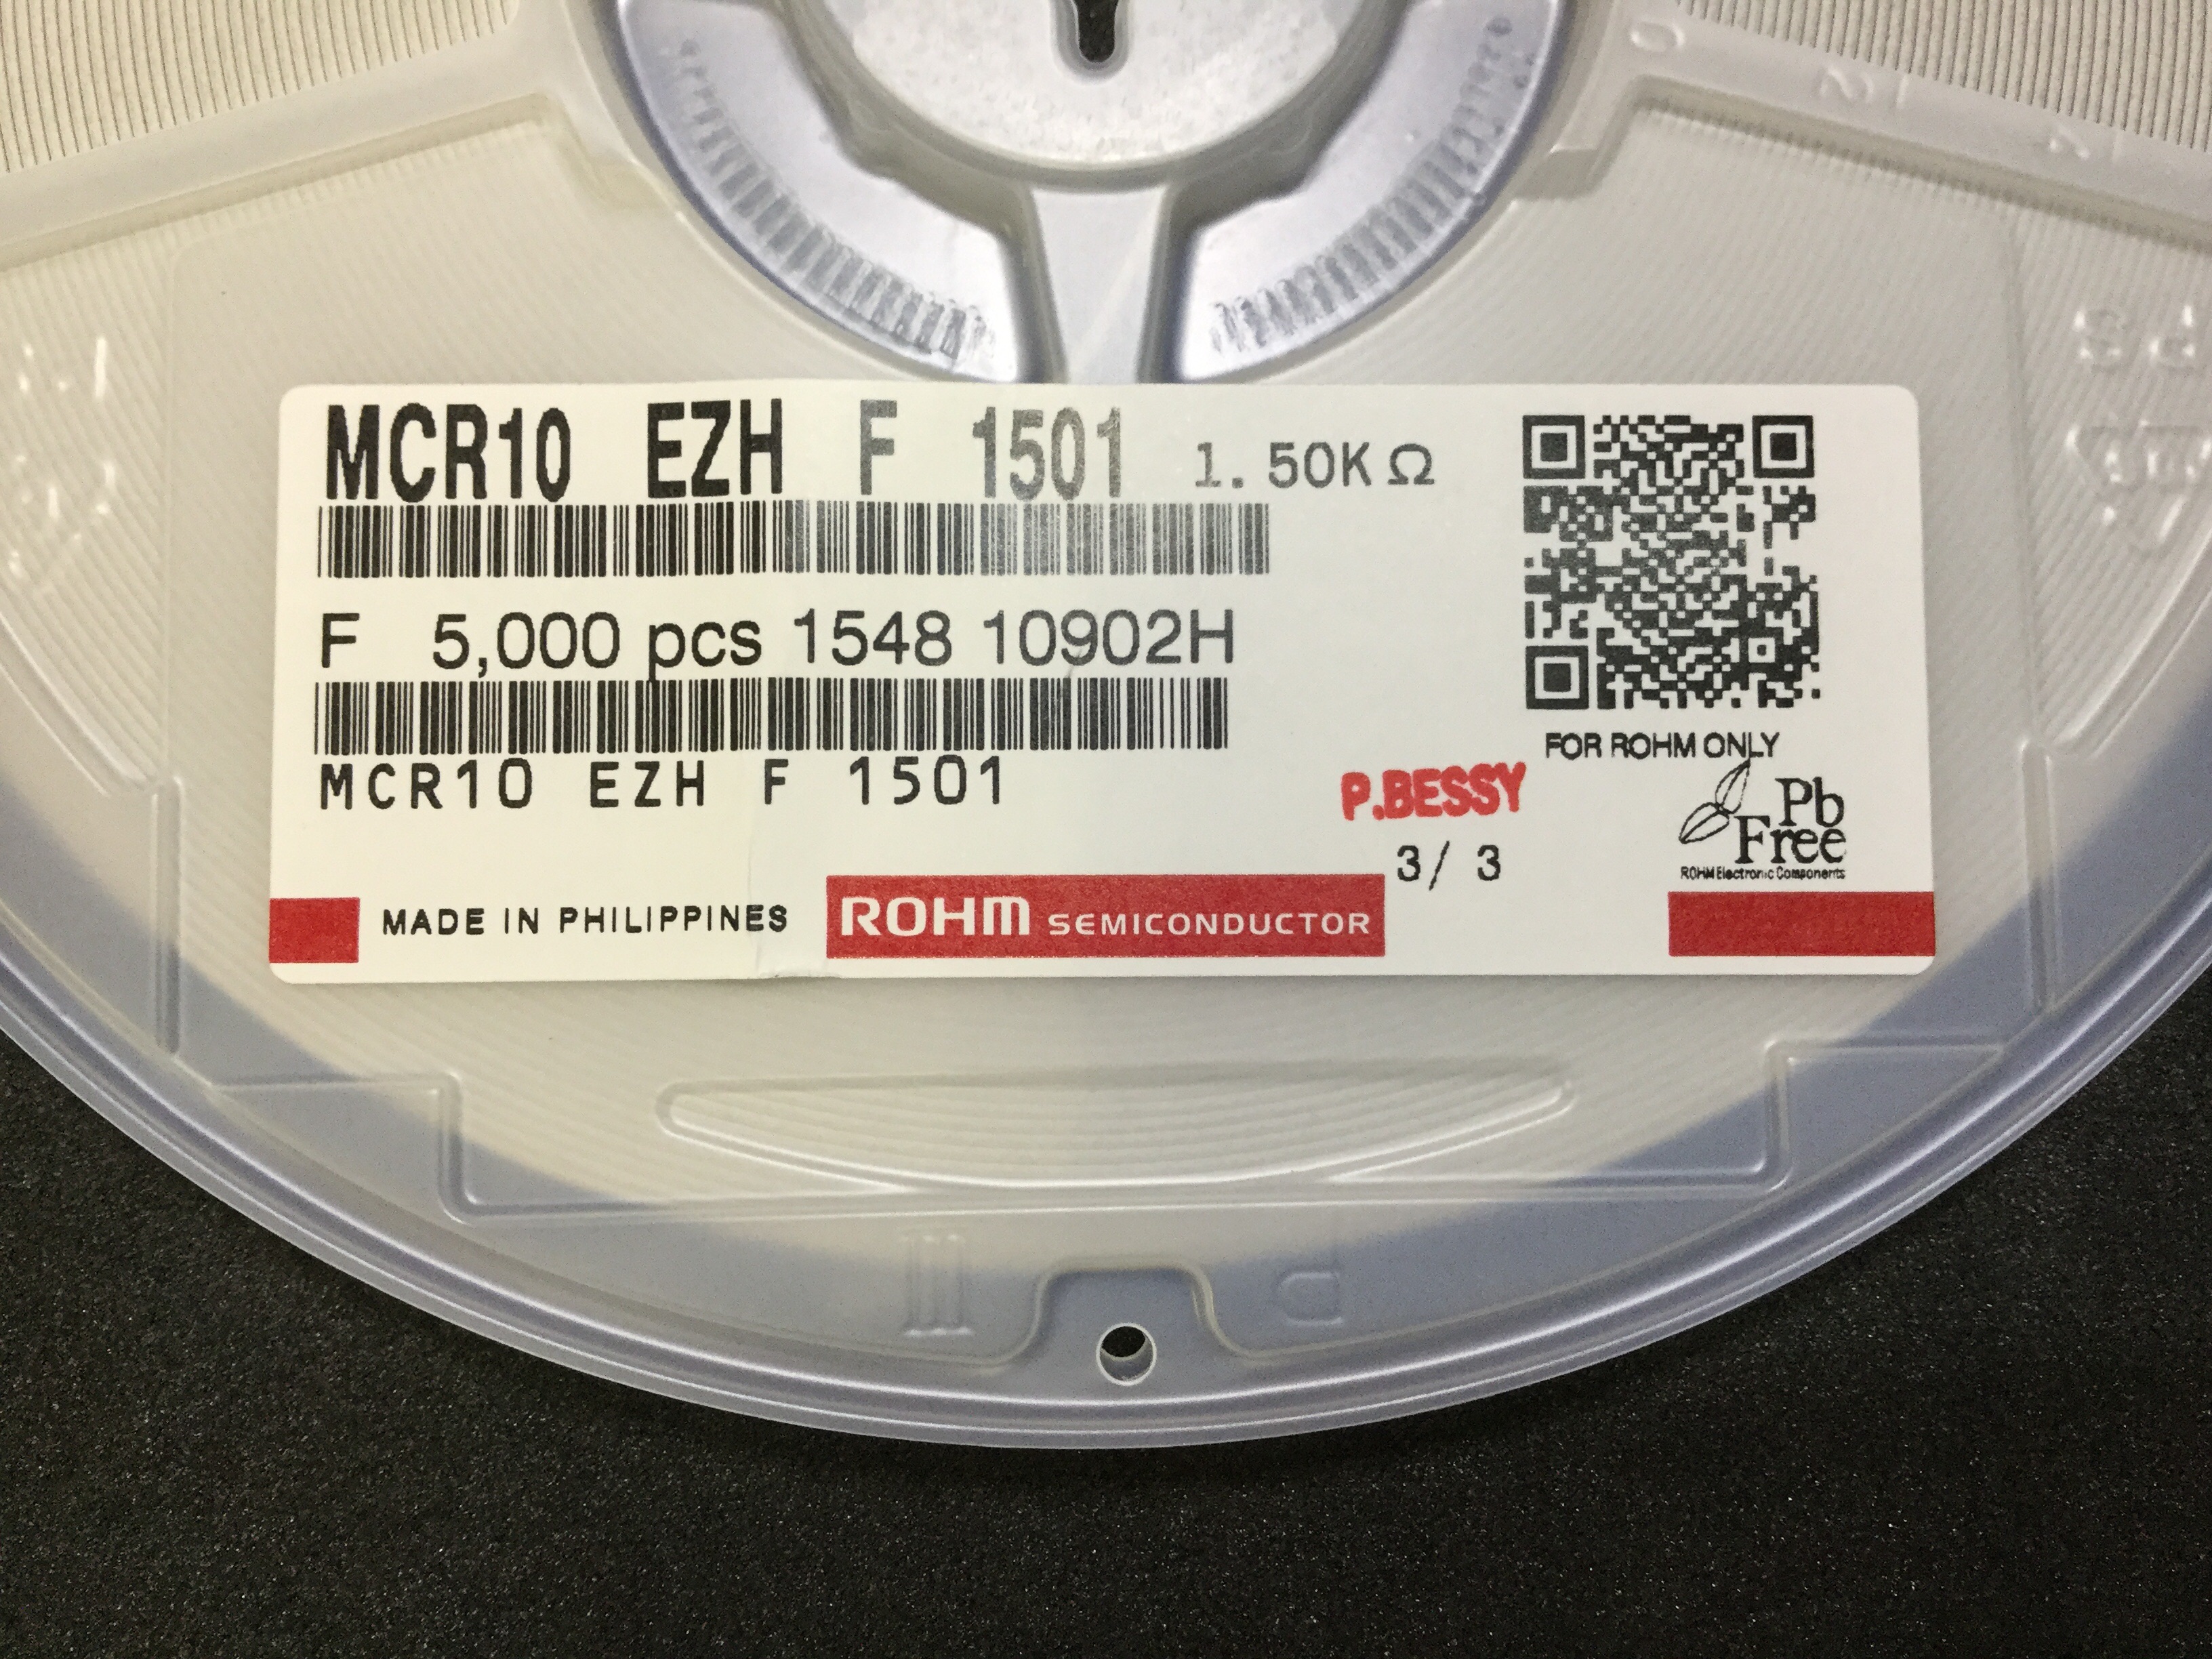 MCR10 EZH F 1501 1.50KΩ
F 5,000 pcs 1548 10902H
MCR10 EZH F 1501
FOR ROHM ONLY
P.BESSY
3/ 3
Pb
Free
ROHM Electronic Components
MADE IN PHILIPPINES
ROHM SEMICONDUCTOR